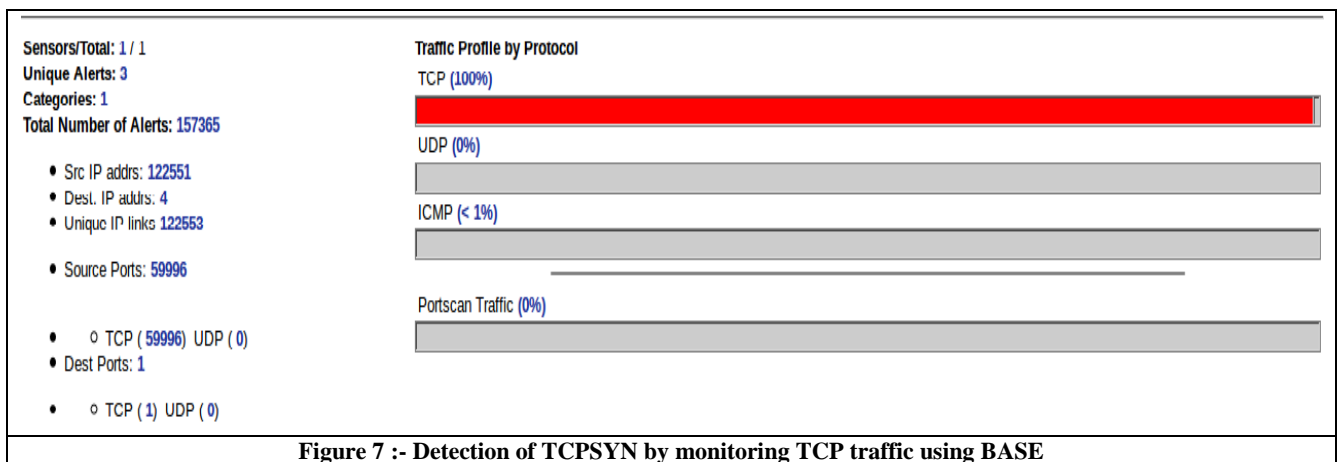 Sensors/Total: 1 / 1
Unique Alerts: 3
Categories: 1
Total Number of Alerts: 157365
• Src IP addrs: 122551
• Dest. IP addrs: 4
• Unique IP links 122553
• Source Ports: 59996
• ○ TCP ( 59996) UDP ( 0)
• Dest Ports: 1
• ○ TCP ( 1) UDP ( 0)
Traffic Profile by Protocol
TCP (100%)
UDP (0%)
ICMP (< 1%)
Portscan Traffic (0%)
Figure 7 :- Detection of TCPSYN by monitoring TCP traffic using BASE